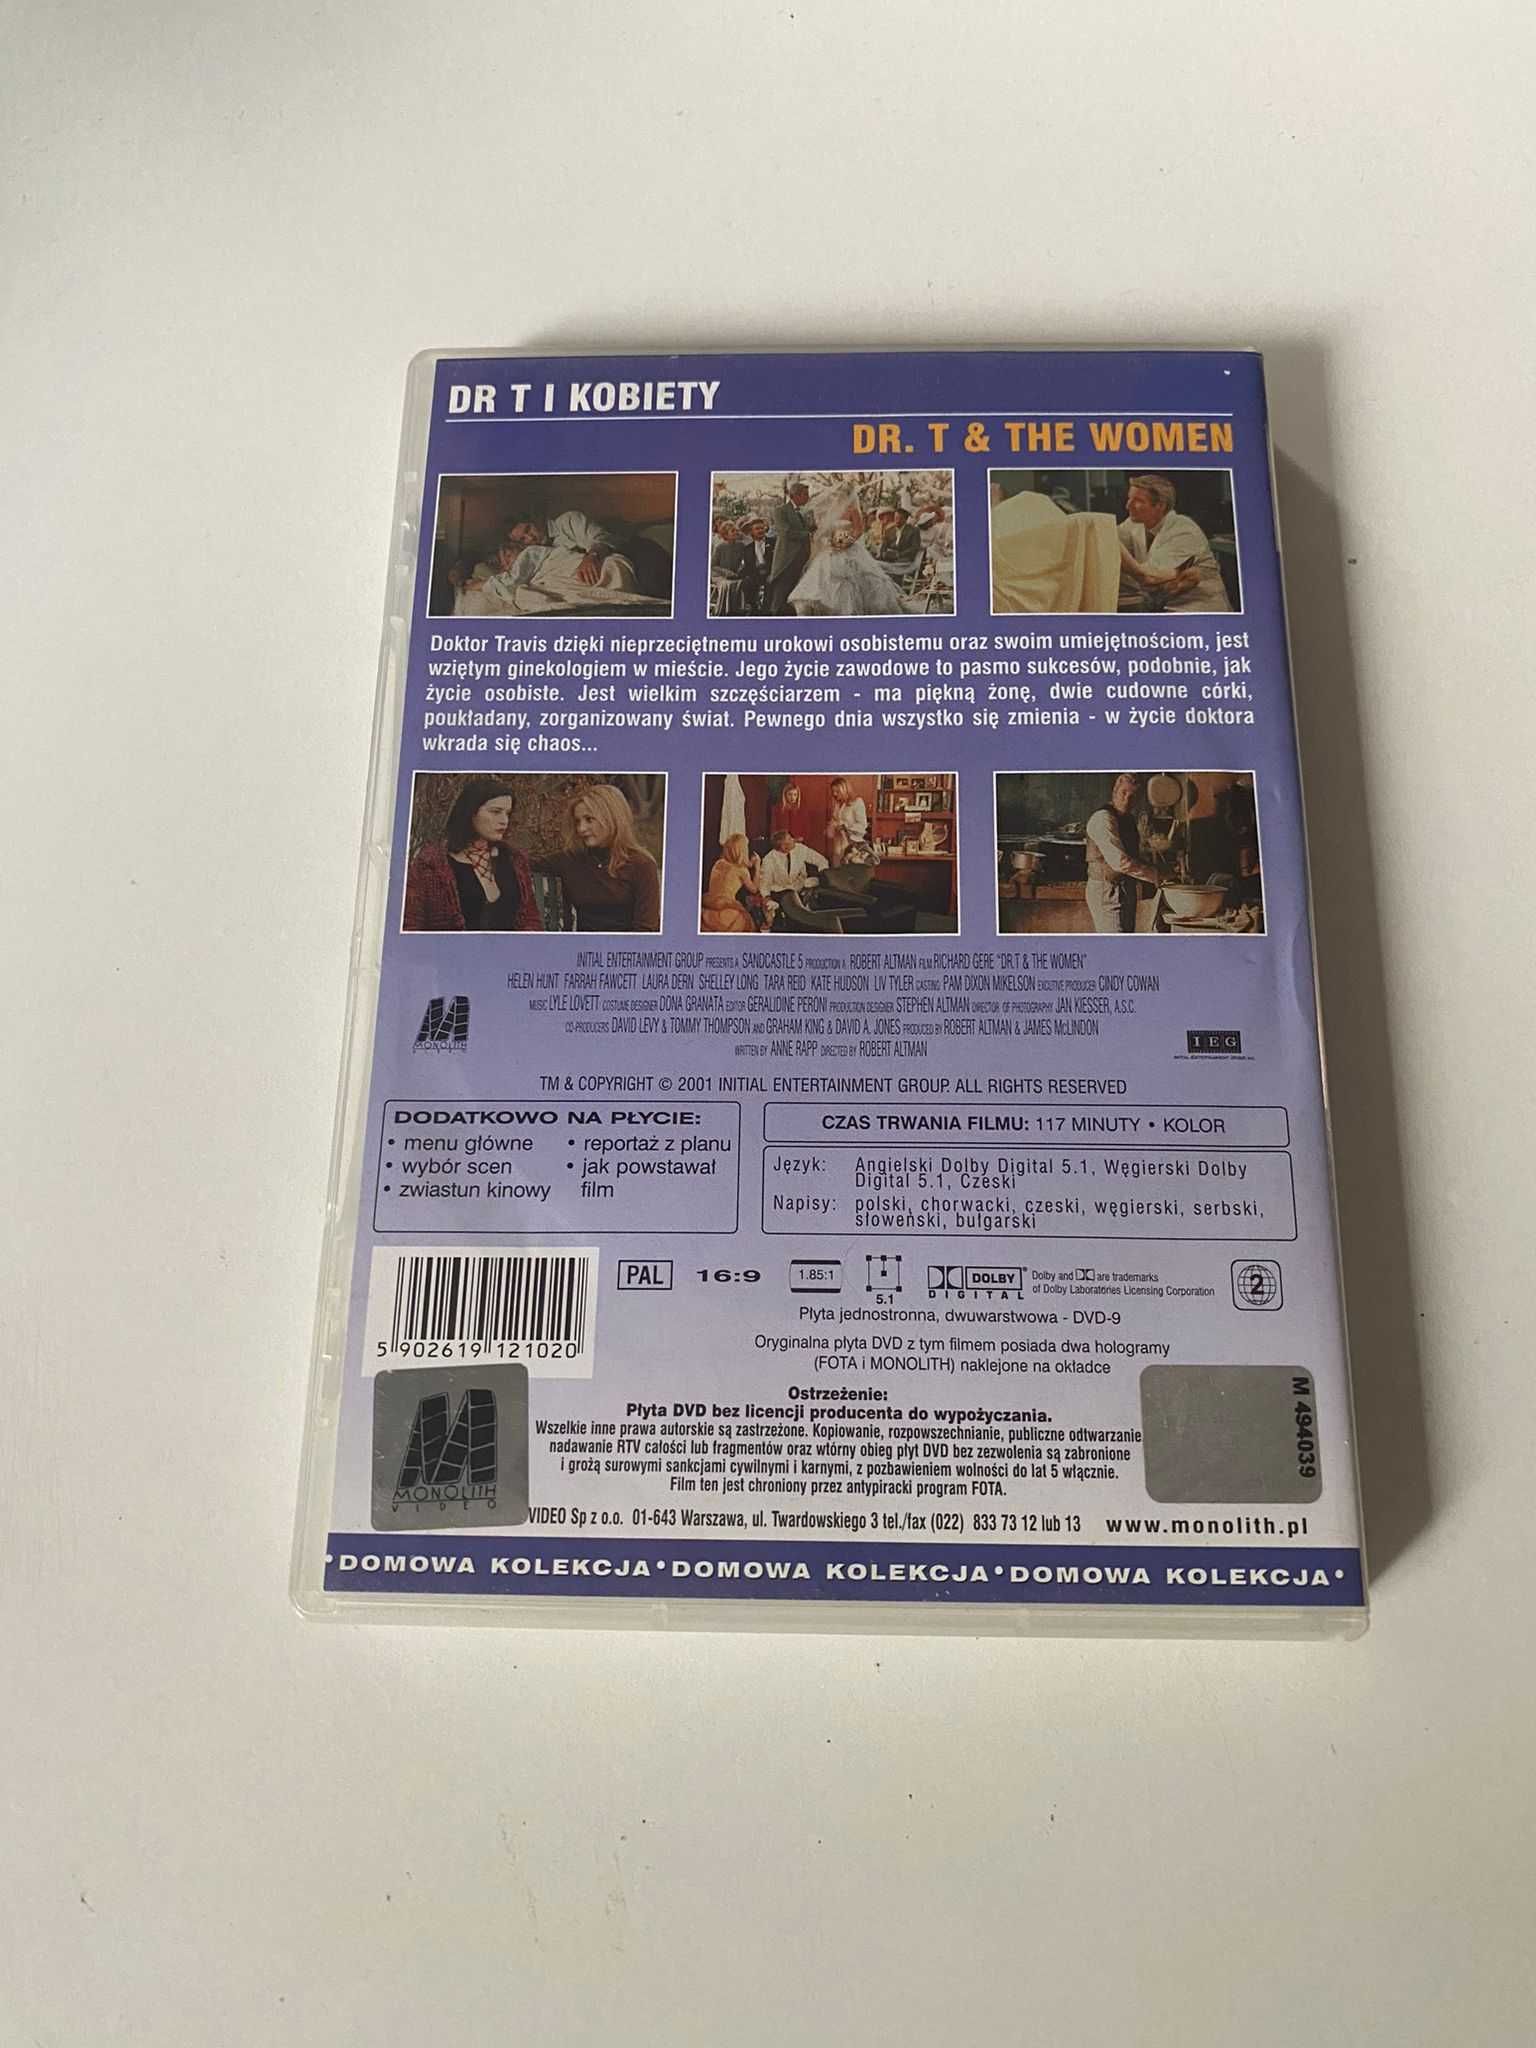 DR T I KOBIETY
DR. T & THE WOMEN
Doktor Travis dzięki nieprzeciętnemu urokowi osobistemu oraz swoim umiejętnościom, jest
wziętym ginekologiem w mieście. Jego życie zawodowe to pasmo sukcesów, podobnie, jak
życie osobiste. Jest wielkim szczęściarzem - ma piękną żonę, dwie cudowne córki,
poukładany, zorganizowany świat. Pewnego dnia wszystko się zmienia - w życie doktora
wkrada się chaos...
INITIAL ENTERTAINMENT GROUP PRESENTS A SANDCASTLE 5 PRODUCTION A ROBERT ALTMAN FILM RICHARD GERE "DR.T & THE WOMEN"
HELEN HUNT FARRAH FAWCETT LAURA DERN SHELLEY LONG TARA REID KATE HUDSON LIV TYLER CASTING PAM DIXON MIKELSON EXCUTIVE PRODUCER CINDY COWAN
MUSIC LYLE LOVETT COSTUME DESIGNER DONA GRANATA EDITOR GERALIDINE PERONI PRODUCTION DESIGNER STEPHEN ALTMAN DIRECTOR OF PHOTOGRAPHY JAN KIESSER, A.S.C.
CO-PRODUCERS DAVID LEVY & TOMMY THOMPSON AND GRAHAM KING & DAVID A. JONES PRODUCED BY ROBERT ALTMAN & JAMES McLINDON
WRITTEN BY ANNE RAPP DIRECTED BY ROBERT ALTMAN
MONOLITH
IEG
INITIAL ENTERTAINMENT GROUP, INC.
TM & COPYRIGHT © 2001 INITIAL ENTERTAINMENT GROUP. ALL RIGHTS RESERVED
DODATKOWO NA PŁYCIE:
• menu główne
• wybór scen
• zwiastun kinowy
• reportaż z planu
• jak powstawał
film
CZAS TRWANIA FILMU: 117 MINUTY • KOLOR
Język: Angielski Dolby Digital 5.1, Węgierski Dolby
Digital 5.1, Czeski
Napisy: polski, chorwacki, czeski, węgierski, serbski,
słoweński, bułgarski
5 902619 121020
PAL 16:9 1.85:1 5.1 DOLBY DIGITAL
Dolby and are trademarks
of Dolby Laboratories Licensing Corporation
2
Płyta jednostronna, dwuwarstwowa - DVD-9
Oryginalna płyta DVD z tym filmem posiada dwa hologramy
(FOTA i MONOLITH) naklejone na okładce
Ostrzeżenie:
Płyta DVD bez licencji producenta do wypożyczania.
Wszelkie inne prawa autorskie są zastrzeżone. Kopiowanie, rozpowszechnianie, publiczne odtwarzanie
nadawanie RTV całości lub fragmentów oraz wtórny obieg płyt DVD bez zezwolenia są zabronione
i grożą surowymi sankcjami cywilnymi i karnymi, z pozbawieniem wolności do lat 5 włącznie.
Film ten jest chroniony przez antypiracki program FOTA.
MONOLITH
VIDEO
M 494039
VIDEO Sp z o.o. 01-643 Warszawa, ul. Twardowskiego 3 tel./fax (022) 833 73 12 lub 13 www.monolith.pl
•DOMOWA KOLEKCJA•DOMOWA KOLEKCJA•DOMOWA KOLEKCJA•